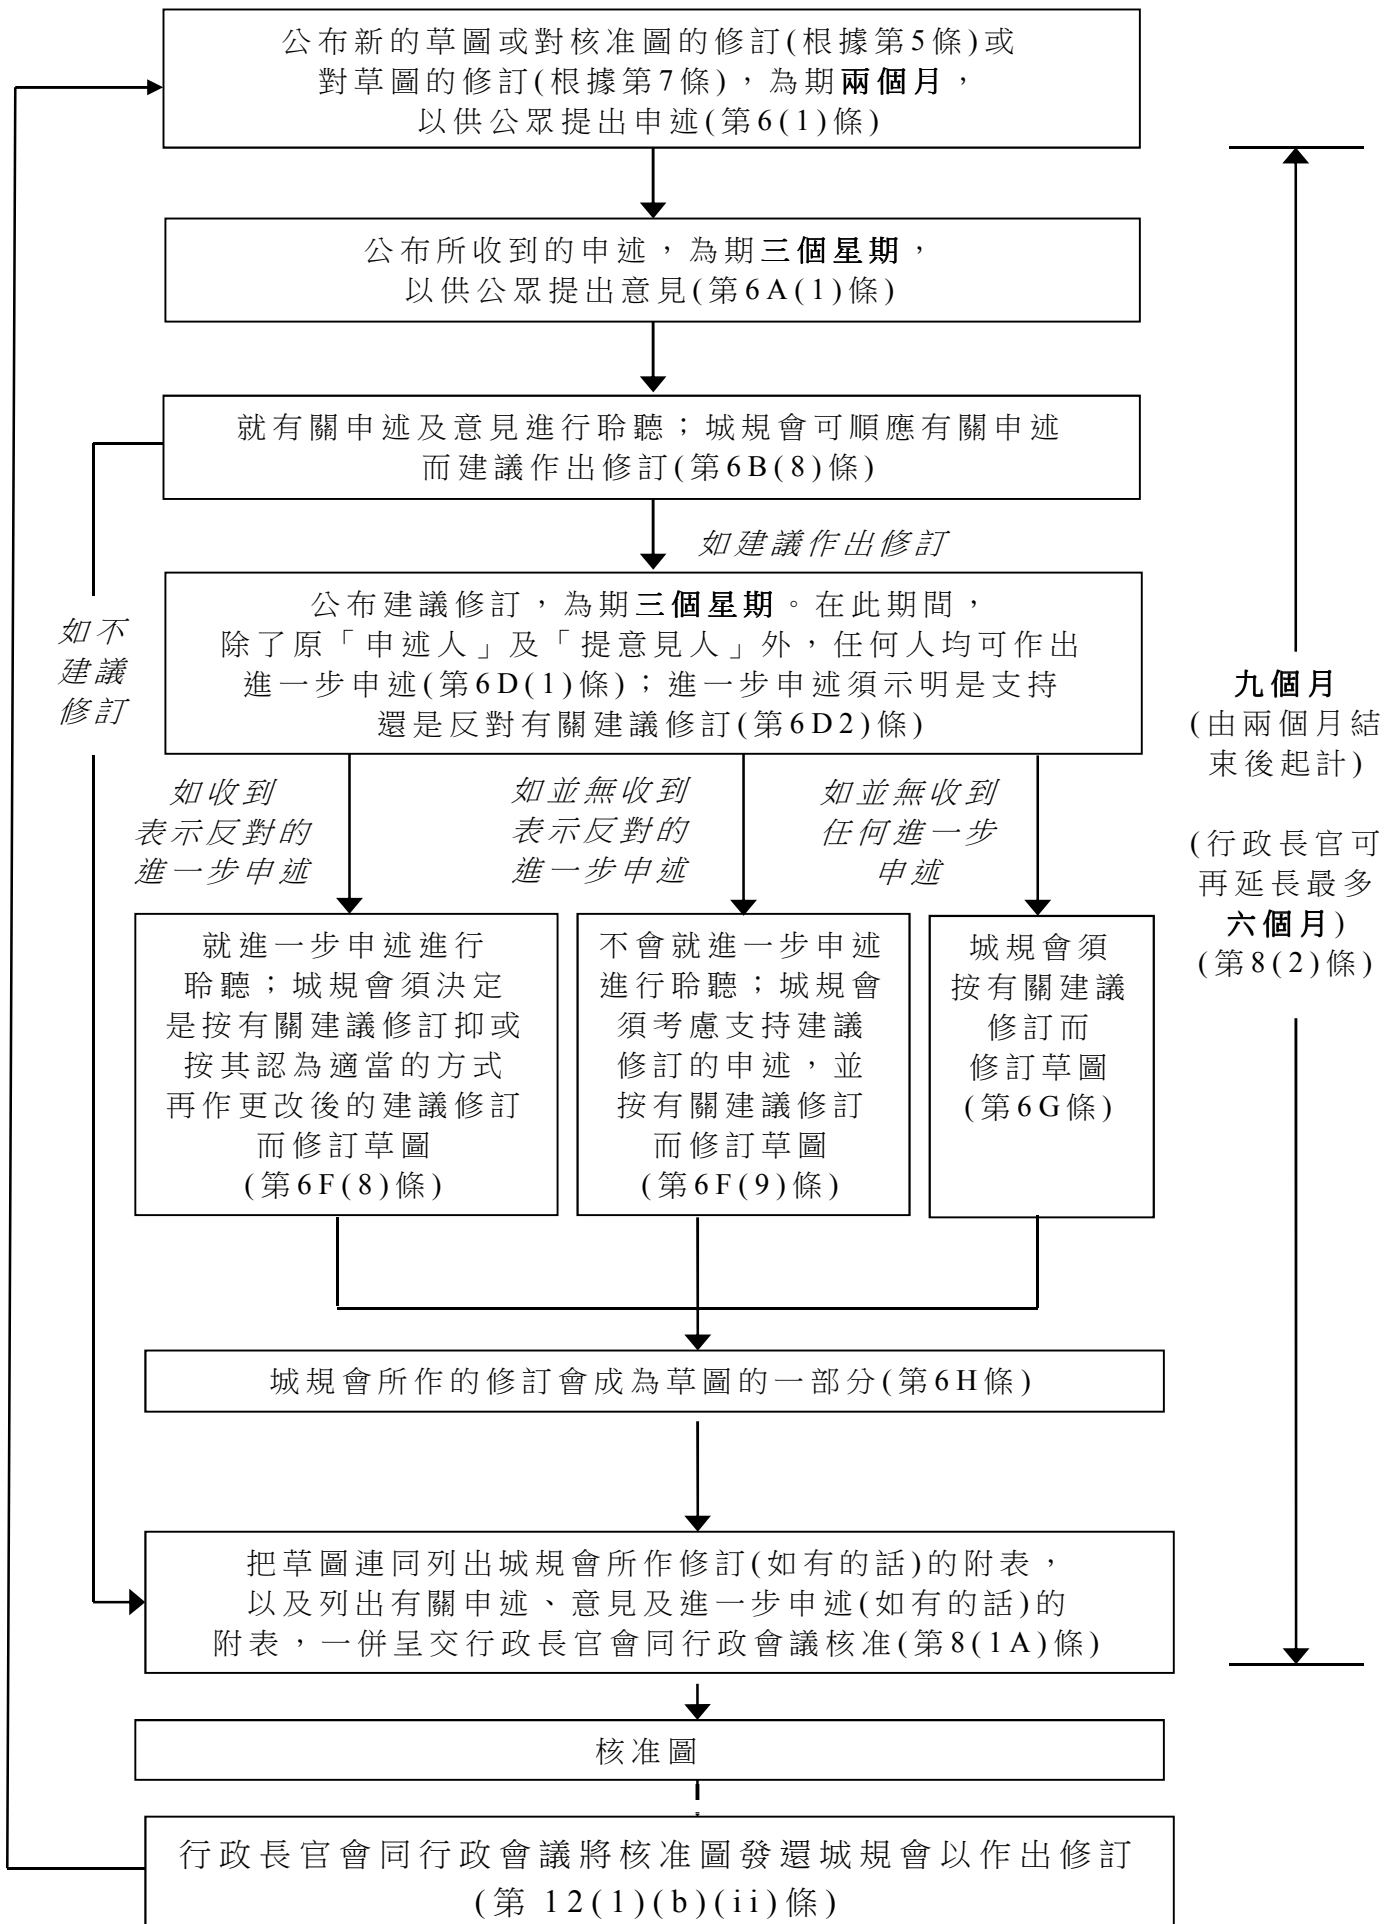 公布新的草圖或對核准圖的修訂(根據第5條)或
對草圖的修訂(根據第7條)，為期兩個月，
以供公眾提出申述(第6(1)條)
公布所收到的申述，為期三個星期，
以供公眾提出意見(第6A(1)條)
就有關申述及意見進行聆聽；城規會可順應有關申述
而建議作出修訂(第6B(8)條)
如建議作出修訂
如不
建議
修訂
公布建議修訂，為期三個星期。在此期間，
除了原「申述人」及「提意見人」外，任何人均可作出
進一步申述(第6D(1)條)；進一步申述須示明是支持
還是反對有關建議修訂(第6D2)條)
九個月
(由兩個月結
束後起計)
(行政長官可
再延長最多
六個月)
(第8(2)條)
如收到
表示反對的
進一步申述
如並無收到
表示反對的
進一步申述
如並無收到
任何進一步
申述
就進一步申述進行
聆聽；城規會須決定
是按有關建議修訂抑或
按其認為適當的方式
再作更改後的建議修訂
而修訂草圖
(第6F(8)條)
不會就進一步申述
進行聆聽；城規會
須考慮支持建議
修訂的申述，並
按有關建議修訂
而修訂草圖
(第6F(9)條)
城規會須
按有關建議
修訂而
修訂草圖
(第6G條)
城規會所作的修訂會成為草圖的一部分(第6H條)
把草圖連同列出城規會所作修訂(如有的話)的附表，
以及列出有關申述、意見及進一步申述(如有的話)的
附表，一併呈交行政長官會同行政會議核准(第8(1A)條)
核准圖
行政長官會同行政會議將核准圖發還城規會以作出修訂
(第 12(1)(b)(ii)條)